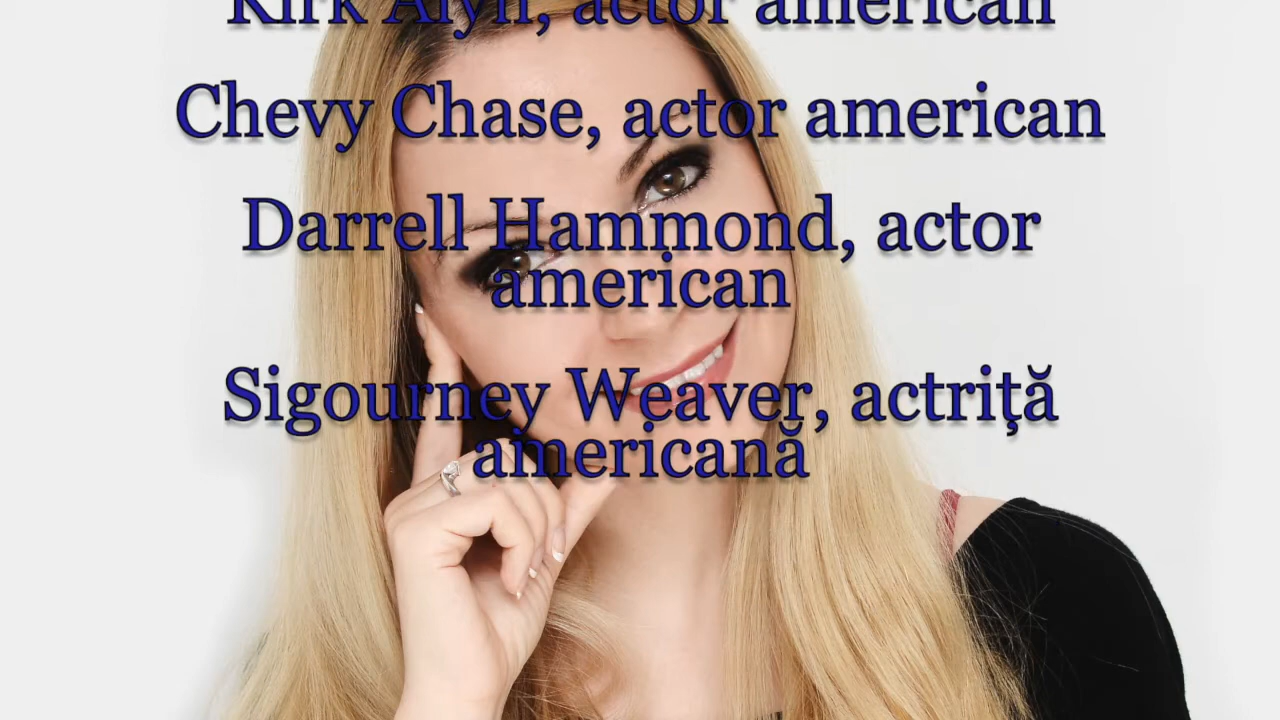 Kirk Alyn, actor american
Chevy Chase, actor american
Darrell Hammond, actor
american
Sigourney Weaver, actriță
americană